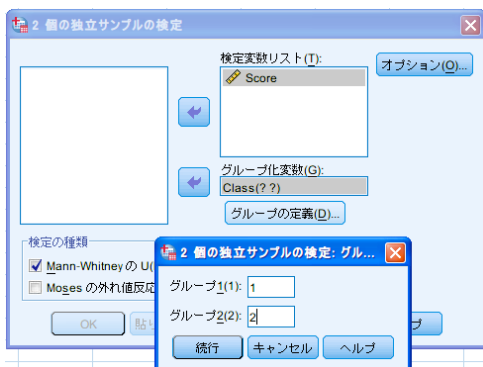 2 個の独立サンプルの検定
検定変数リスト(T):
Score
オプション(O)...
グループ化変数(G):
Class(? ?)
グループの定義(D)...
検定の種類
Mann-Whitney の U(
Moses の外れ値反応
OK
貼り
プ
2 個の独立サンプルの検定: グル...
グループ1(1): 1
グループ2(2): 2
続行 キャンセル ヘルプ